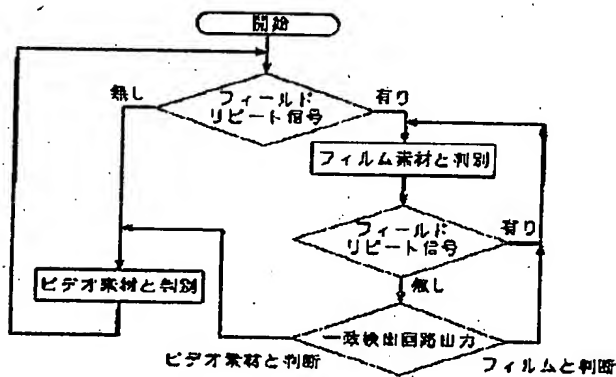 開始
フィールド
リピート信号
無し
有り
フィルム素材と判別
フィールド
リピート信号
有り
無し
ビデオ素材と判別
一致検出回路出力
ビデオ素材と判断
フィルムと判断